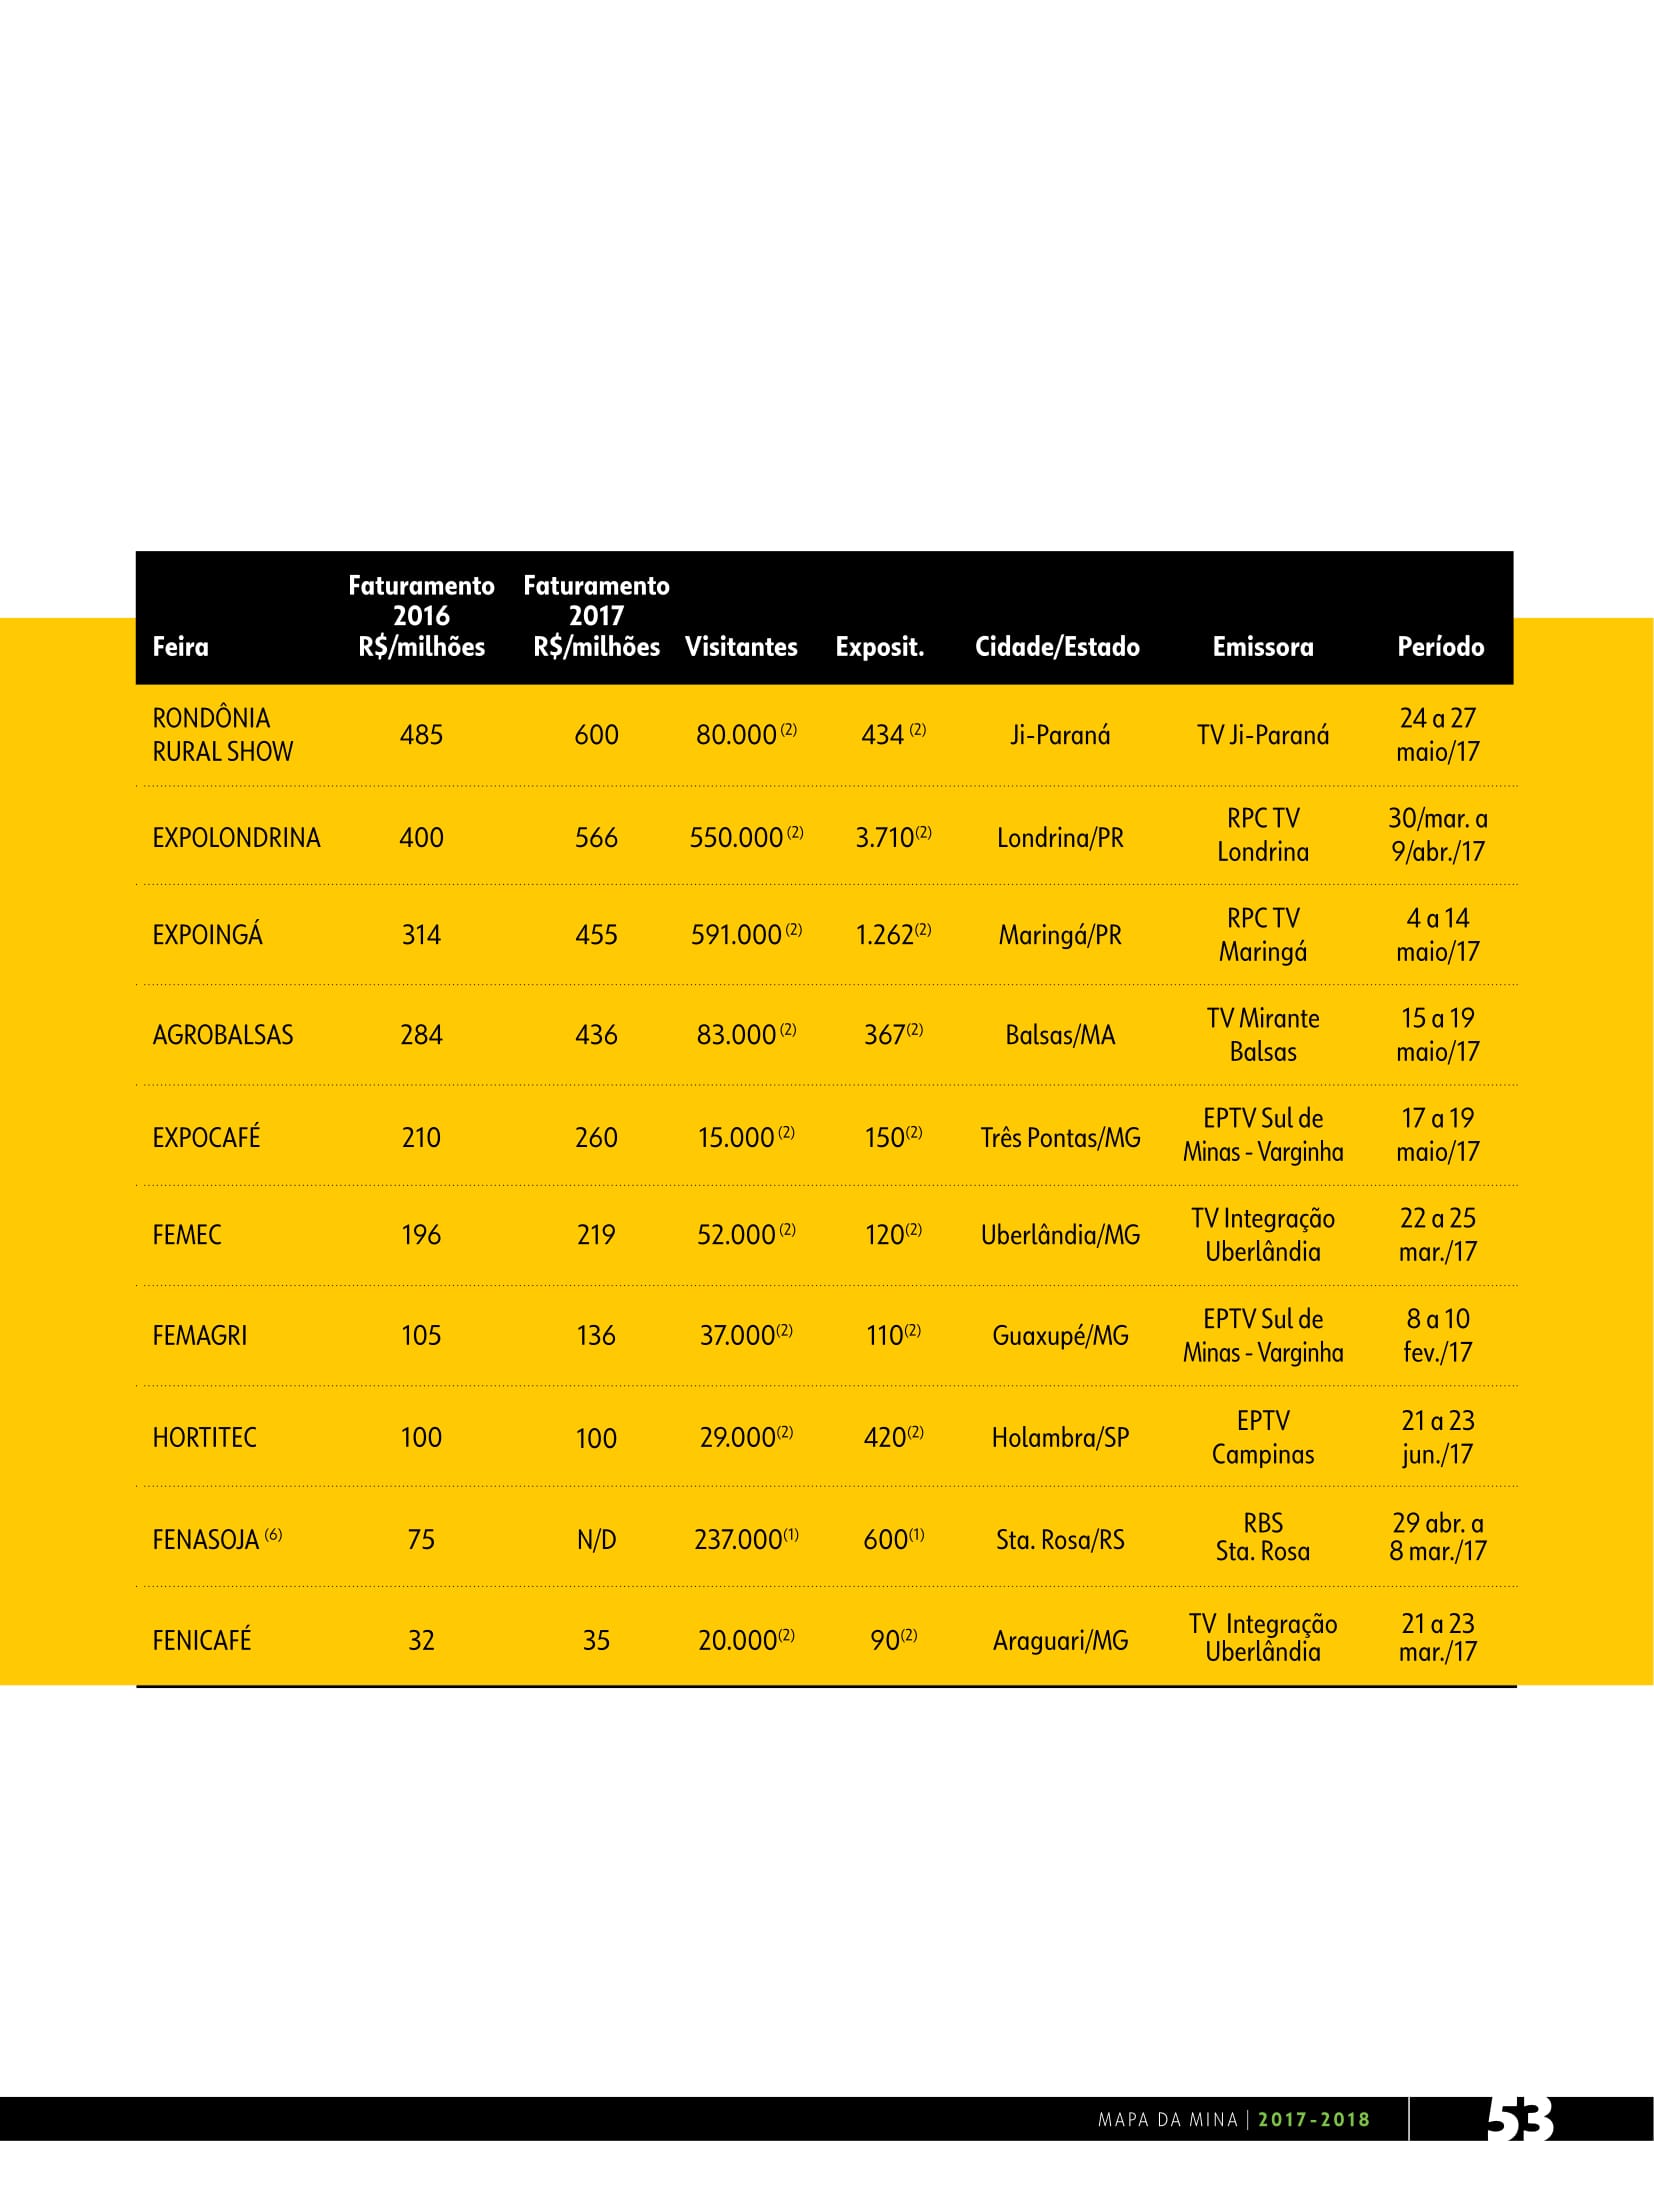 Feira Faturamento 2016 R$/milhões Faturamento 2017 R$/milhões Visitantes Exposit. Cidade/Estado Emissora Período
RONDÔNIA RURAL SHOW 485 600 80.000 (2) 434 (2) Ji-Paraná TV Ji-Paraná 24 a 27 maio/17
EXPOLONDRINA 400 566 550.000 (2) 3.710(2) Londrina/PR RPC TV Londrina 30/mar. a 9/abr./17
EXPOINGÁ 314 455 591.000 (2) 1.262(2) Maringá/PR RPC TV Maringá 4 a 14 maio/17
AGROBALSAS 284 436 83.000 (2) 367(2) Balsas/MA TV Mirante Balsas 15 a 19 maio/17
EXPOCAFÉ 210 260 15.000 (2) 150(2) Três Pontas/MG EPTV Sul de Minas - Varginha 17 a 19 maio/17
FEMEC 196 219 52.000 (2) 120(2) Uberlândia/MG TV Integração Uberlândia 22 a 25 mar./17
FEMAGRI 105 136 37.000(2) 110(2) Guaxupé/MG EPTV Sul de Minas - Varginha 8 a 10 fev./17
HORTITEC 100 100 29.000(2) 420(2) Holambra/SP EPTV Campinas 21 a 23 jun./17
FENASOJA (6) 75 N/D 237.000(1) 600(1) Sta. Rosa/RS RBS Sta. Rosa 29 abr. a 8 mar./17
FENICAFÉ 32 35 20.000(2) 90(2) Araguari/MG TV Integração Uberlândia 21 a 23 mar./17
MAPA DA MINA | 2017-2018 53